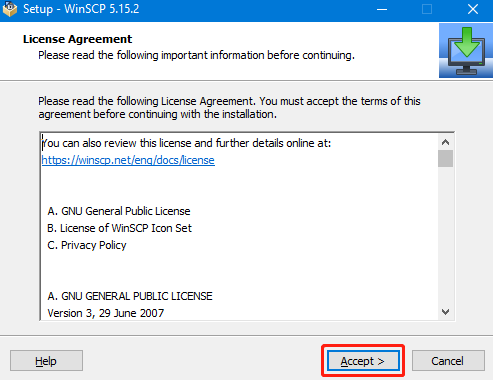 Setup - WinSCP 5.15.2
License Agreement
Please read the following important information before continuing.
Please read the following License Agreement. You must accept the terms of this
agreement before continuing with the installation.
You can also review this license and further details online at:
https://winscp.net/eng/docs/license
A. GNU General Public License
B. License of WinSCP Icon Set
C. Privacy Policy
A. GNU GENERAL PUBLIC LICENSE
Version 3, 29 June 2007
Help
Accept >
Cancel